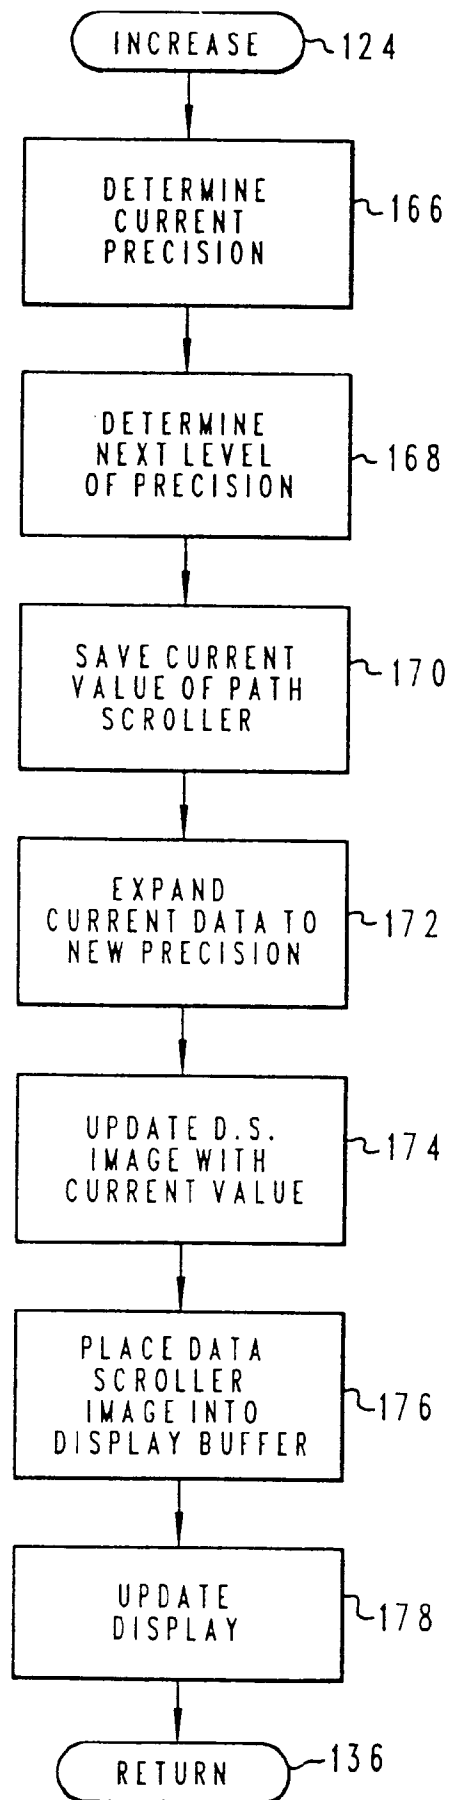 INCREASE
124
DETERMINE
CURRENT
PRECISION
166
DETERMINE
NEXT LEVEL
OF PRECISION
168
SAVE CURRENT
VALUE OF PATH
SCROLLER
170
EXPAND
CURRENT DATA TO
NEW PRECISION
172
UPDATE D.S.
IMAGE WITH
CURRENT VALUE
174
PLACE DATA
SCROLLER
IMAGE INTO
DISPLAY BUFFER
176
UPDATE
DISPLAY
178
RETURN
136